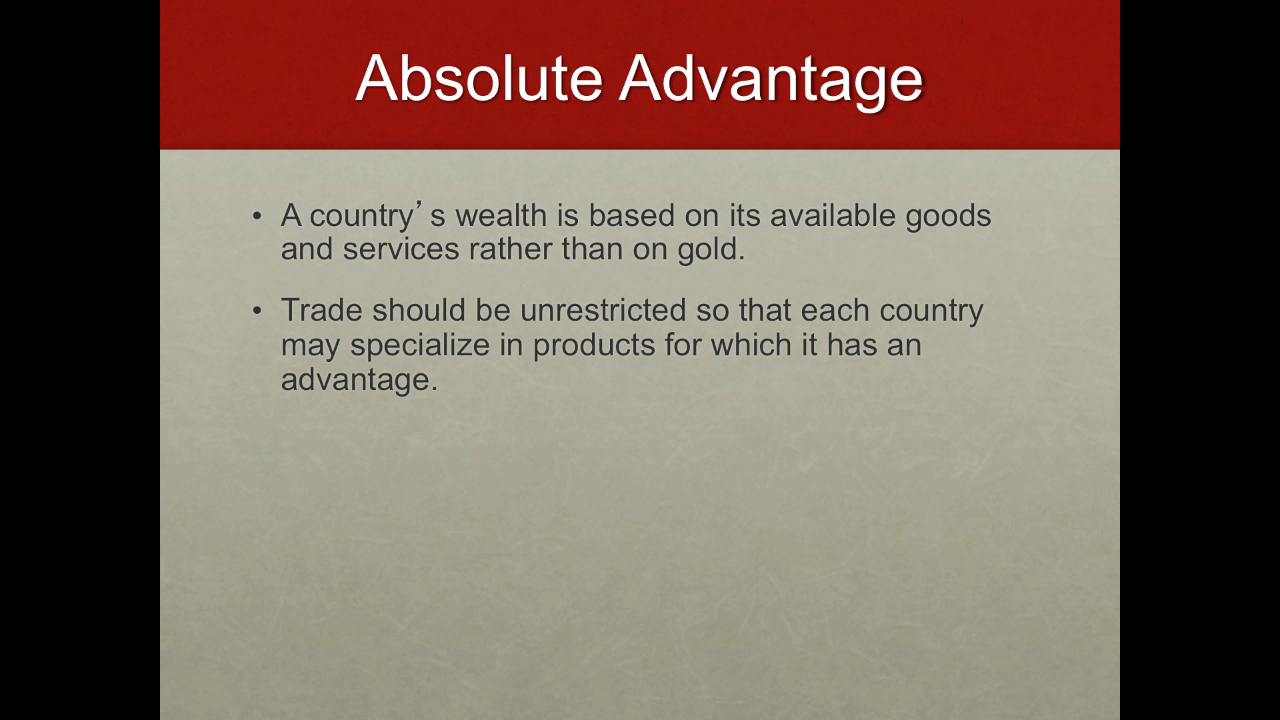 Absolute Advantage
• A country’s wealth is based on its available goods
and services rather than on gold.
• Trade should be unrestricted so that each country
may specialize in products for which it has an
advantage.